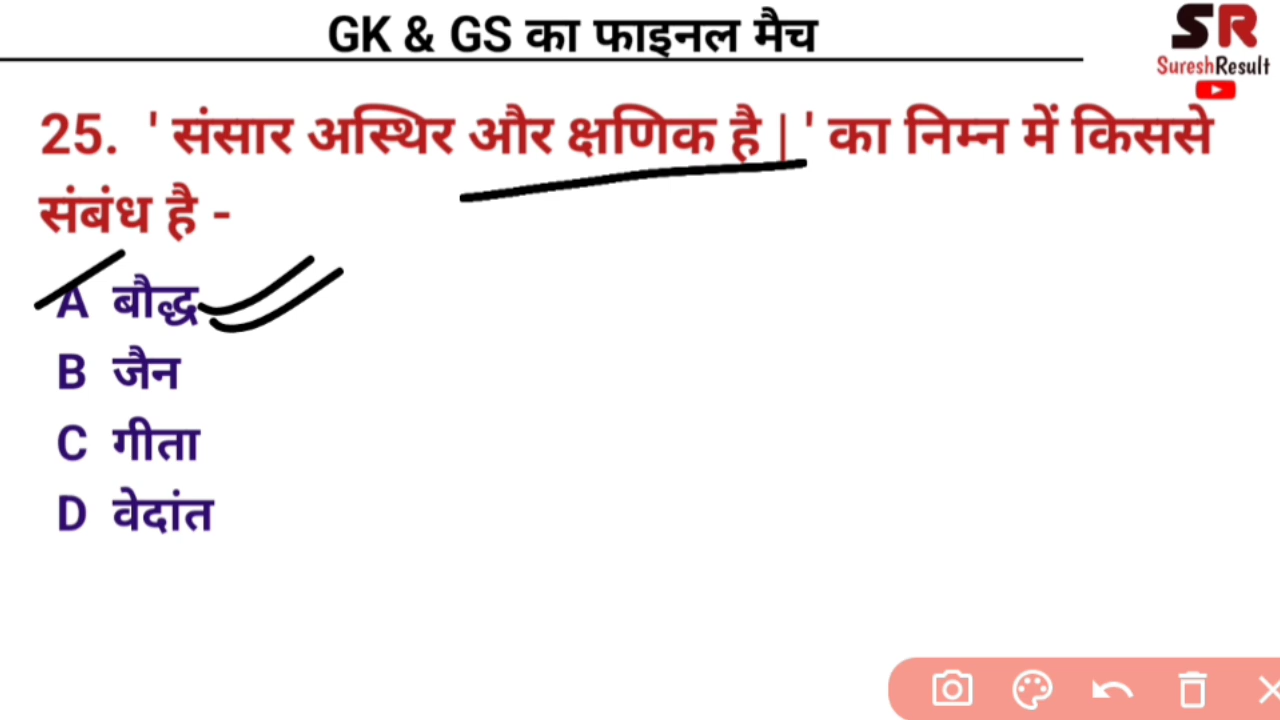 GK & GS का फाइनल मैच
SR
SureshResult
25. ' संसार अस्थिर और क्षणिक है | ' का निम्न में किससे
संबंध है -
A बौद्ध
B जैन
C गीता
D वेदांत